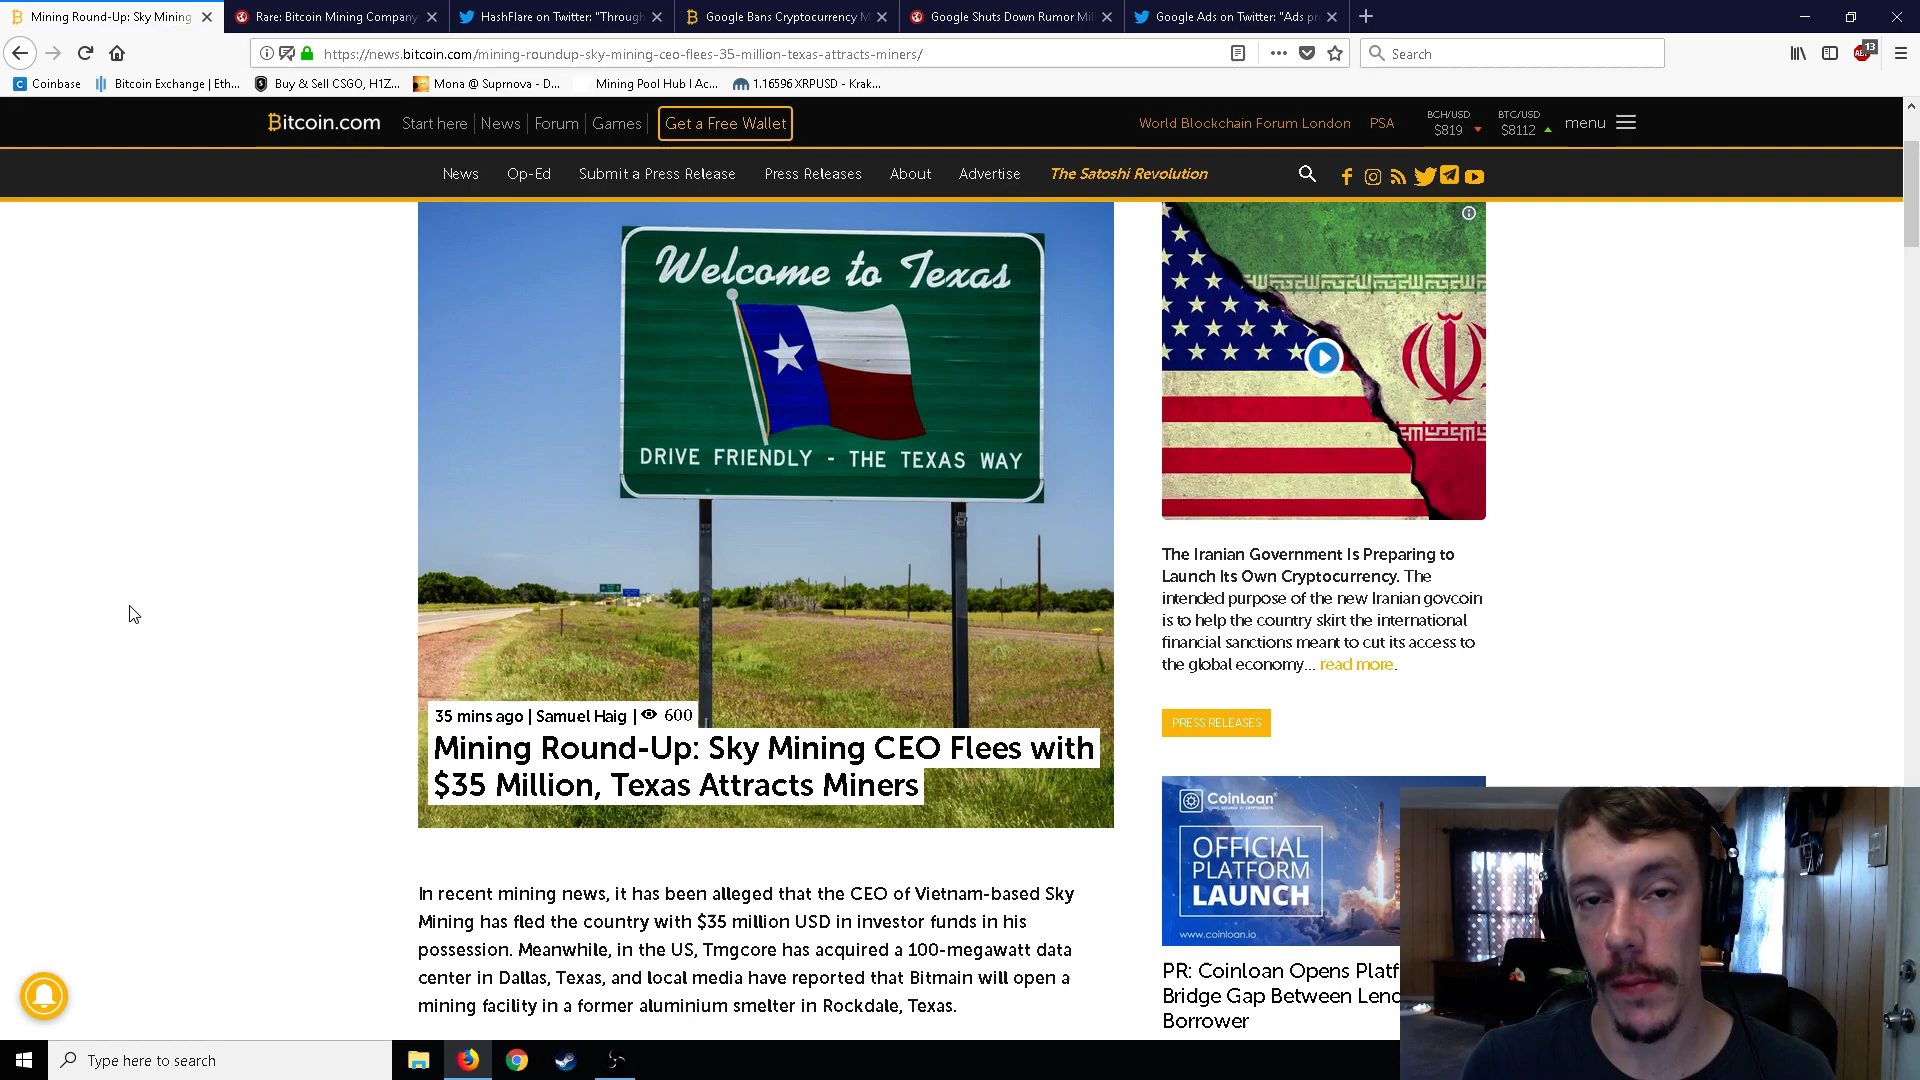 Mining Round-Up: Sky Mining
Rare: Bitcoin Mining Company
HashFlare on Twitter: "Through
Google Bans Cryptocurrency M
Google Shuts Down Rumor Mil
Google Ads on Twitter: "Ads pr
https://news.bitcoin.com/mining-roundup-sky-mining-ceo-flees-35-million-texas-attracts-miners/
Search
13
Coinbase
Bitcoin Exchange | Eth...
Buy & Sell CSGO, H1Z...
Mona @ Suprnova - D...
Mining Pool Hub | Ac...
1.16596 XRPUSD - Krak...
Bitcoin.com
Start here
News
Forum
Games
Get a Free Wallet
World Blockchain Forum London
PSA
BCH/USD
$819
BTC/USD
$8112
menu
News
Op-Ed
Submit a Press Release
Press Releases
About
Advertise
The Satoshi Revolution
Welcome to Texas
DRIVE FRIENDLY - THE TEXAS WAY
35 mins ago | Samuel Haig | 600
Mining Round-Up: Sky Mining CEO Flees with
$35 Million, Texas Attracts Miners
In recent mining news, it has been alleged that the CEO of Vietnam-based Sky
Mining has fled the country with $35 million USD in investor funds in his
possession. Meanwhile, in the US, Tmgcore has acquired a 100-megawatt data
center in Dallas, Texas, and local media have reported that Bitmain will open a
mining facility in a former aluminium smelter in Rockdale, Texas.
The Iranian Government Is Preparing to
Launch Its Own Cryptocurrency. The
intended purpose of the new Iranian govcoin
is to help the country skirt the international
financial sanctions meant to cut its access to
the global economy... read more.
PRESS RELEASES
CoinLoan
OFFICIAL
PLATFORM
LAUNCH
www.coinloan.io
PR: Coinloan Opens Platf
Bridge Gap Between Lend
Borrower
Type here to search